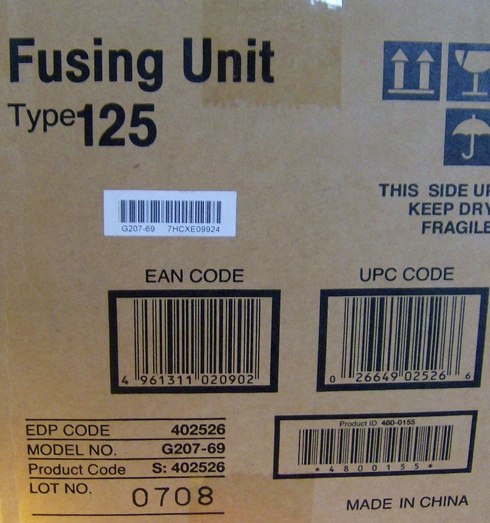 Fusing Unit
Type125
G207-69 7HCXE09924
THIS SIDE UP
KEEP DRY
FRAGILE
EAN CODE
UPC CODE
4 961311 020902
0 26649 02526 6
EDP CODE 402526
MODEL NO. G207-69
Product Code S: 402526
LOT NO. 0708
Product ID 480-0155
*4800155*
MADE IN CHINA